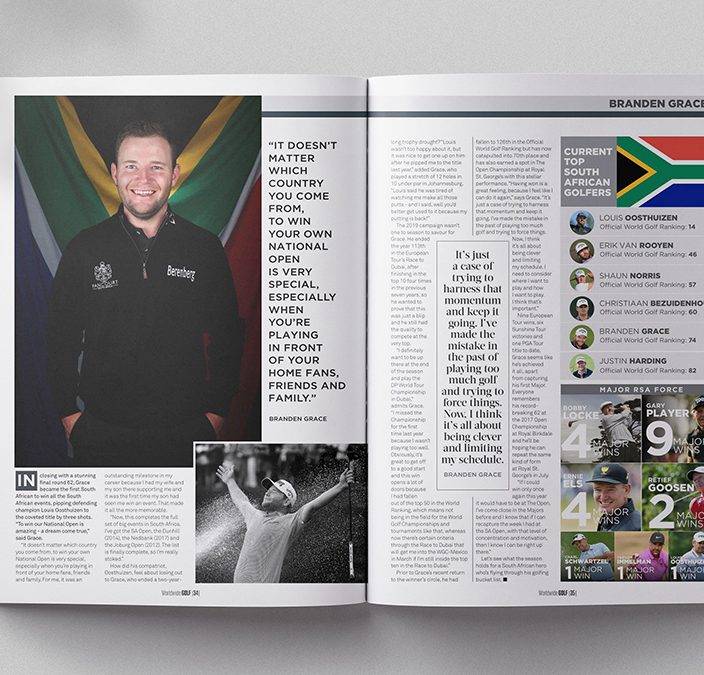 BRANDEN GRACE
FANCOURT
Berenberg
“IT DOESN’T
MATTER
WHICH
COUNTRY
YOU COME
FROM,
TO WIN
YOUR OWN
NATIONAL
OPEN
IS VERY
SPECIAL,
ESPECIALLY
WHEN
YOU’RE
PLAYING
IN FRONT
OF YOUR
HOME FANS,
FRIENDS AND
FAMILY.”
BRANDEN GRACE
IN closing with a stunning
final round 62, Grace
became the first South
African to win all the South
African events, pipping defending
champion Louis Oosthuizen to
the coveted title by three shots.
“To win our National Open is
amazing - a dream come true,”
said Grace.
“It doesn’t matter which country
you come from, to win your own
National Open is very special,
especially when you’re playing in
front of your home fans, friends
and family. For me, it was an
outstanding milestone in my
career because I had my wife and
my son there supporting me and
it was the first time my son had
seen me win an event. That made
it all the more memorable.
“Now, this completes the full
set of big events in South Africa.
I’ve got the SA Open, the Dunhill
(2014), the Nedbank (2017) and
the Joburg Open (2012). The list
is finally complete, so I’m really
stoked.”
How did his compatriot,
Oosthuizen, feel about losing out
to Grace, who ended a two-year-
Worldwide GOLF |34|
long trophy drought? “Louis
wasn’t too happy about it, but
it was nice to get one up on him
after he pipped me to the title
last year,” added Grace, who
played a stretch of 12 holes in
10 under par in Johannesburg.
“Louis said he was tired of
watching me make all those
putts - and I said, well you’d
better get used to it because my
putting is back!”
The 2019 campaign wasn’t
one to savour for
Grace. He ended
the year 113th
in the European
Tour’s Race to
Dubai, after
finishing in the
top 10 four times
in the previous
seven years, so
he wanted to
prove that this
was just a blip
and he still had
the quality to
compete at the
very top.
“I definitely
want to be up
there at the end
of the season
and play the
DP World Tour
Championship
in Dubai,”
admits Grace.
“I missed the
Championship
for the first
time last year
because I wasn’t
playing too well.
Obviously, it’s
great to get off
to a good start
and this win
opens a lot of
doors because
I had fallen
out of the top 50 in the World
Ranking, which means not
being in the field for the World
Golf Championships and
tournaments like that, whereas
now there’s certain criteria
through the Race to Dubai that
will get me into the WGC-Mexico
in March if I’m still inside the top
ten in the Race to Dubai.”
Prior to Grace’s recent return
to the winner’s circle, he had
It’s just
a case of
trying to
harness that
momentum
and keep it
going. I’ve
made the
mistake in
the past of
playing too
much golf
and trying to
force things.
Now, I think
it’s all about
being clever
and limiting
my schedule.
BRANDEN GRACE
fallen to 126th in the Official
World Golf Ranking but has now
catapulted into 70th place and
has also earned a spot in The
Open Championship at Royal
St. George’s with this stellar
performance. “Having won is a
great feeling, because I feel like I
can do it again,” says Grace. “It’s
just a case of trying to harness
that momentum and keep it
going. I’ve made the mistake in
the past of playing too much
golf and trying to force things.
Now, I think
it’s all about
being clever
and limiting
my schedule. I
need to consider
where I want to
play and how
I want to play.
I think that’s
important.”
Nine European
Tour wins, six
Sunshine Tour
victories and
one PGA Tour
title to date,
Grace seems like
he’s achieved
it all, apart
from capturing
his first Major.
Everyone
remembers
his record-
breaking 62 at
the 2017 Open
Championship
at Royal Birkdale
and he’ll be
hoping he can
repeat the same
kind of form
at Royal St.
George’s in July.
“If I could
win only once
again this year
it would have to be at The Open.
I’ve come close in the Majors
before and I know that if I can
recapture the week I had at
the SA Open, with that level of
concentration and motivation,
then I know I can be right up
there.”
Let’s see what the season
holds for a South African hero
who’s flying through his golfing
bucket list.
Worldwide GOLF |35|
CURRENT
TOP
SOUTH
AFRICAN
GOLFERS
LOUIS OOSTHUIZEN
Official World Golf Ranking: 14
ERIK VAN ROOYEN
Official World Golf Ranking: 46
SHAUN NORRIS
Official World Golf Ranking: 57
CHRISTIAAN BEZUIDENHO
Official World Golf Ranking: 60
BRANDEN GRACE
Official World Golf Ranking: 74
JUSTIN HARDING
Official World Golf Ranking: 82
MAJOR RSA FORCE
BOBBY
LOCKE
4 MAJOR
WINS
GARY
PLAYER
9 MAJOR
WINS
ERNIE
ELS
4 MAJOR
WINS
RETIEF
GOOSEN
2 MAJOR
WINS
CHARL
SCHWARTZEL
1 MAJOR
WIN
TREVOR
IMMELMAN
1 MAJOR
WIN
LOUIS
OOSTHUI
1 MAJOR
WIN